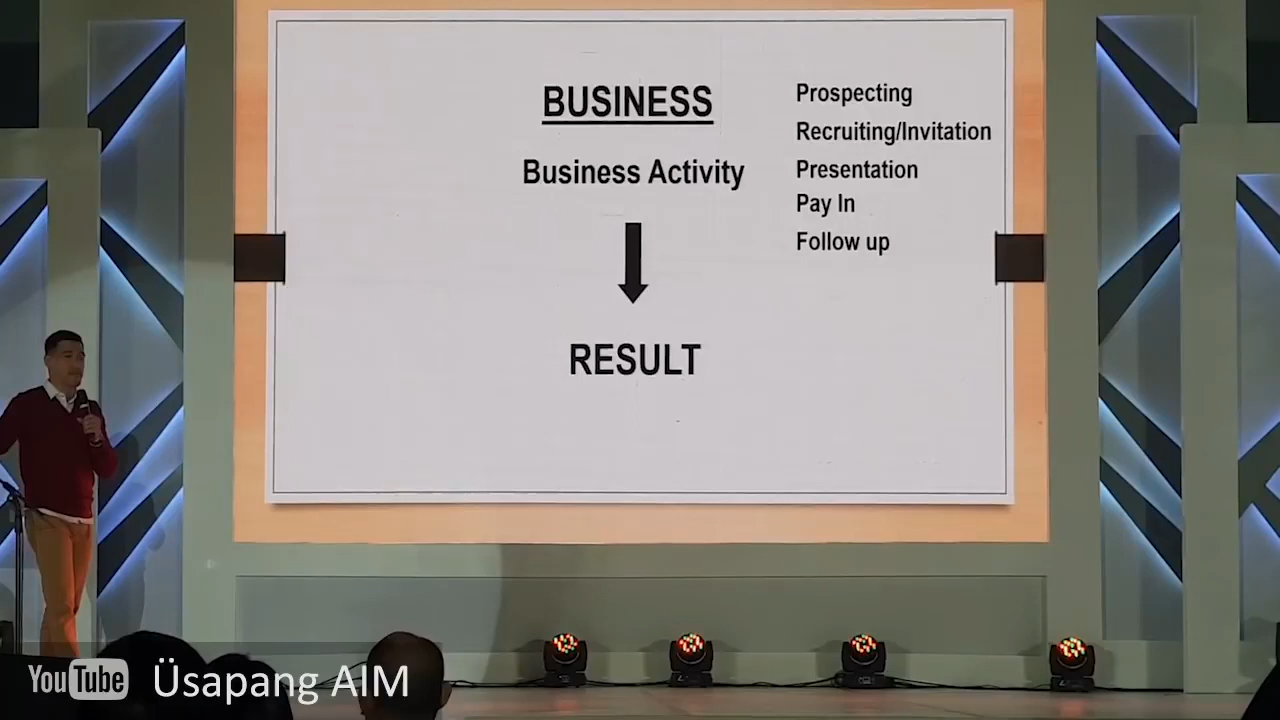 BUSINESS
Business Activity
RESULT
Prospecting
Recruiting/Invitation
Presentation
Pay In
Follow up
YouTube Üsapang AIM